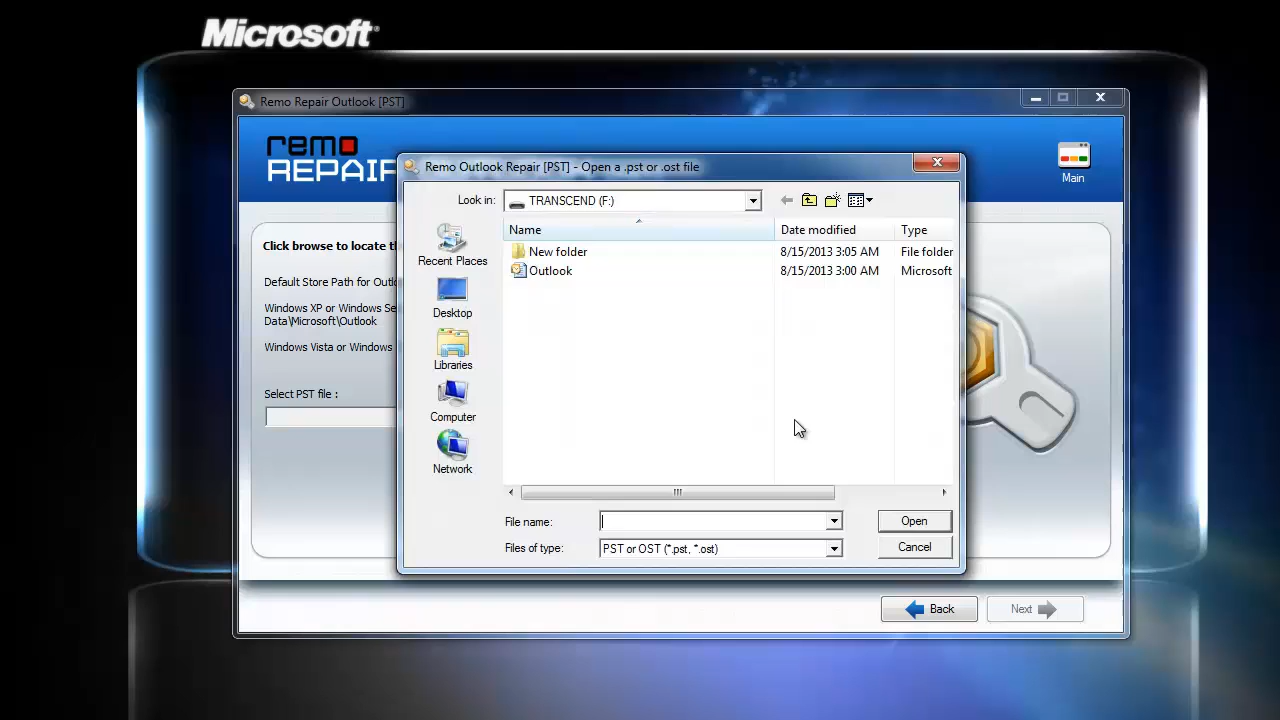 Microsoft®
Remo Repair Outlook [PST]
remo
REPAIR
Main
Remo Outlook Repair [PST] - Open a .pst or .ost file
Look in: TRANSCEND (F:)
Name Date modified Type
New folder 8/15/2013 3:05 AM File folder
Outlook 8/15/2013 3:00 AM Microsoft
Recent Places
Desktop
Libraries
Computer
Network
File name: Open
Files of type: PST or OST (*.pst, *.ost) Cancel
Click browse to locate
Default Store Path for
Windows XP or Windows
Data\Microsoft\Outlook
Windows Vista or Windows
Select PST file :
Back Next